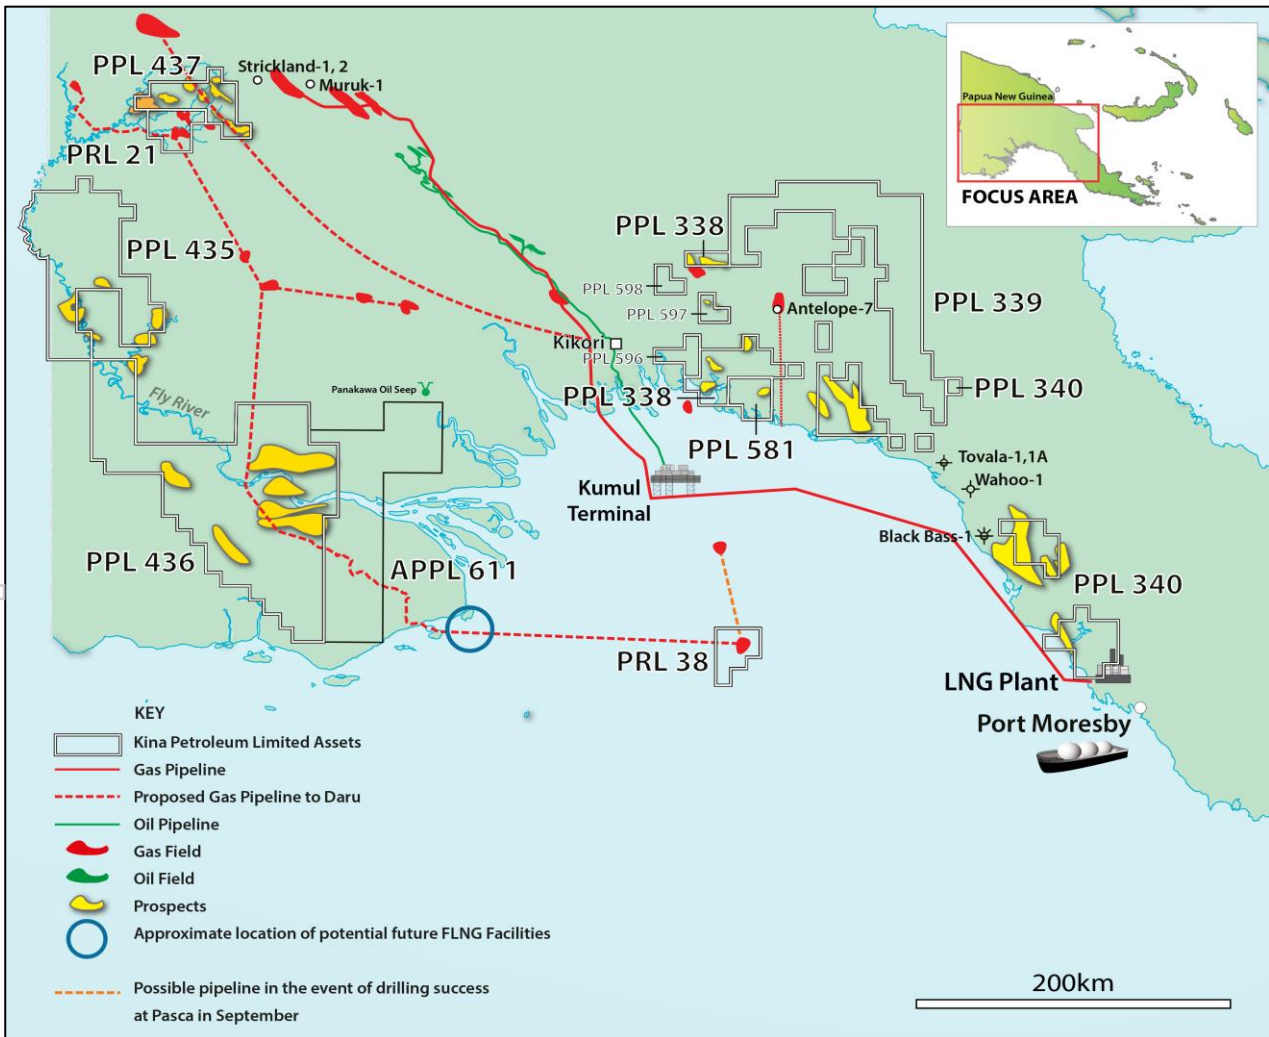 PPL 437
Strickland-1, 2
Muruk-1
PRL 21
PPL 435
Papua New Guinea
FOCUS AREA
PPL 338
PPL 598
PPL 597
Antelope-7
PPL 339
Kikori
PPL 596
PPL 338
PPL 340
Panakawa Oil Seep
Fly River
PPL 581
Tovala-1,1A
Wahoo-1
Kumul
Terminal
Black Bass-1
PPL 436
APPL 611
PPL 340
PRL 38
LNG Plant
Port Moresby
KEY
Kina Petroleum Limited Assets
Gas Pipeline
Proposed Gas Pipeline to Daru
Oil Pipeline
Gas Field
Oil Field
Prospects
Approximate location of potential future FLNG Facilities
Possible pipeline in the event of drilling success
at Pasca in September
200km